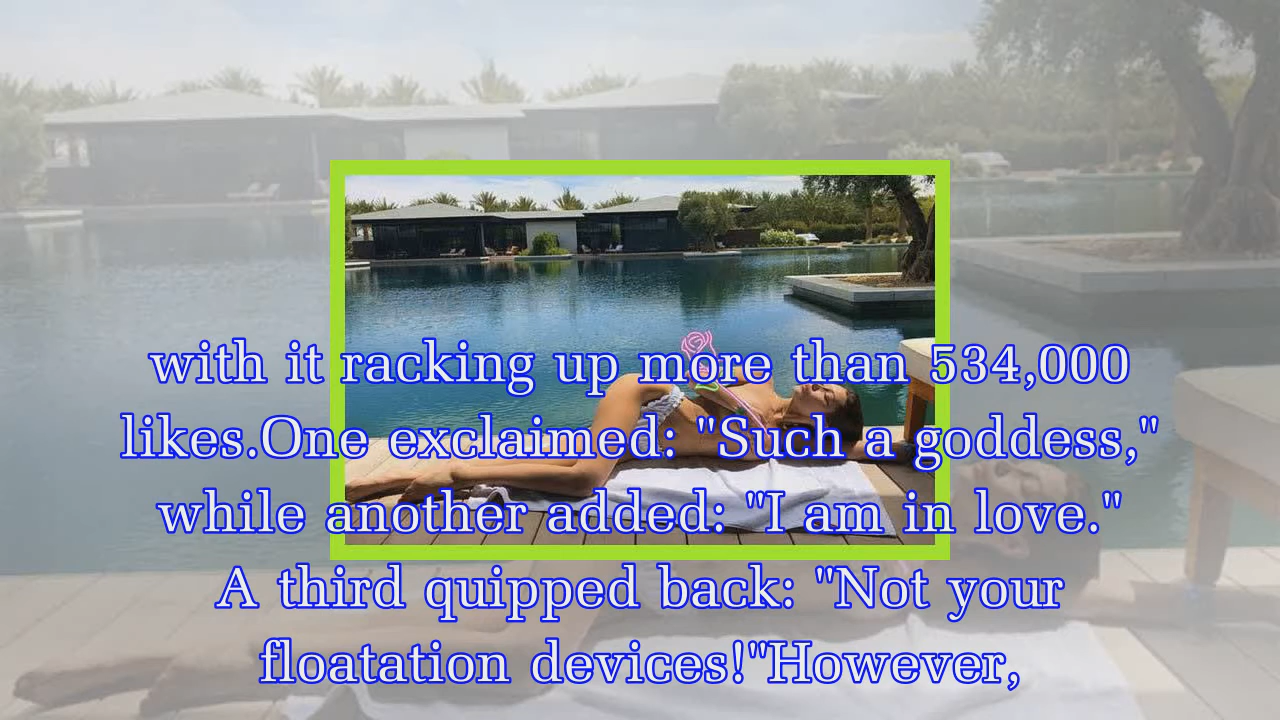 with it racking up more than 534,000
likes.One exclaimed: "Such a goddess,"
while another added: "I am in love."
A third quipped back: "Not your
floatation devices!"However,